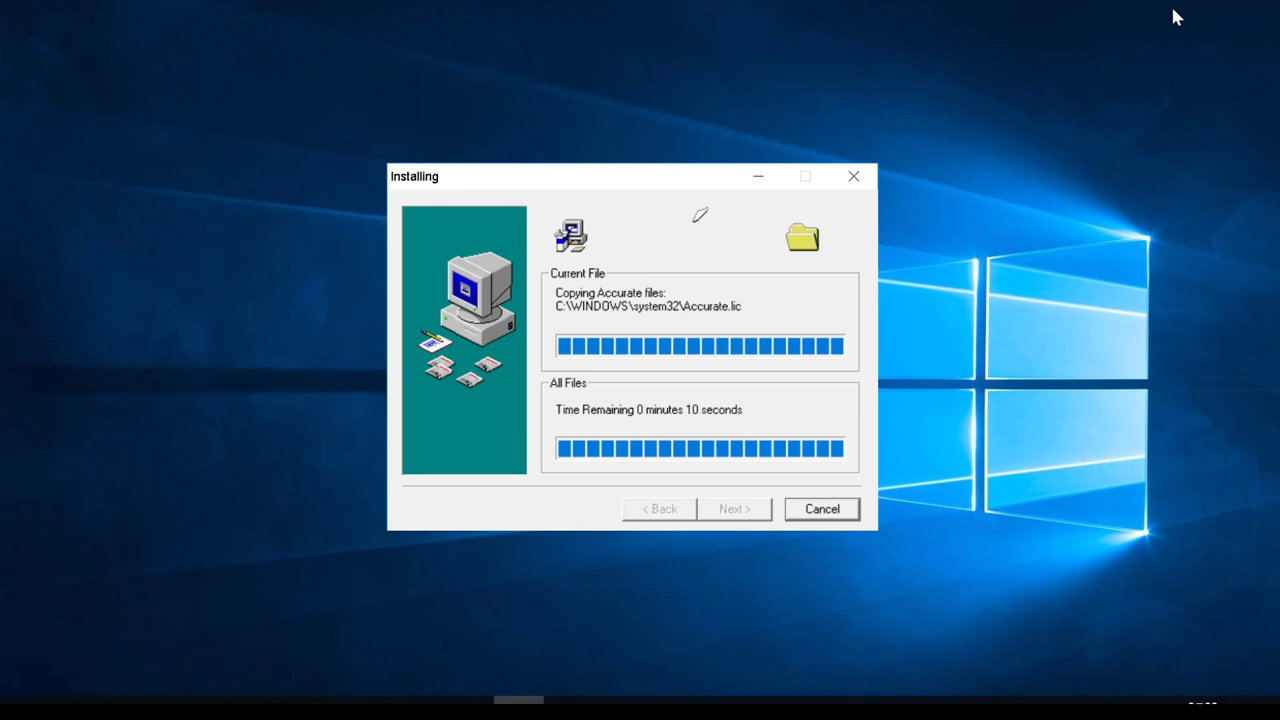 Installing
Current File
Copying Accurate files:
C:\WINDOWS\system32\Accurate.lic
All Files
Time Remaining 0 minutes 10 seconds
< Back
Next >
Cancel